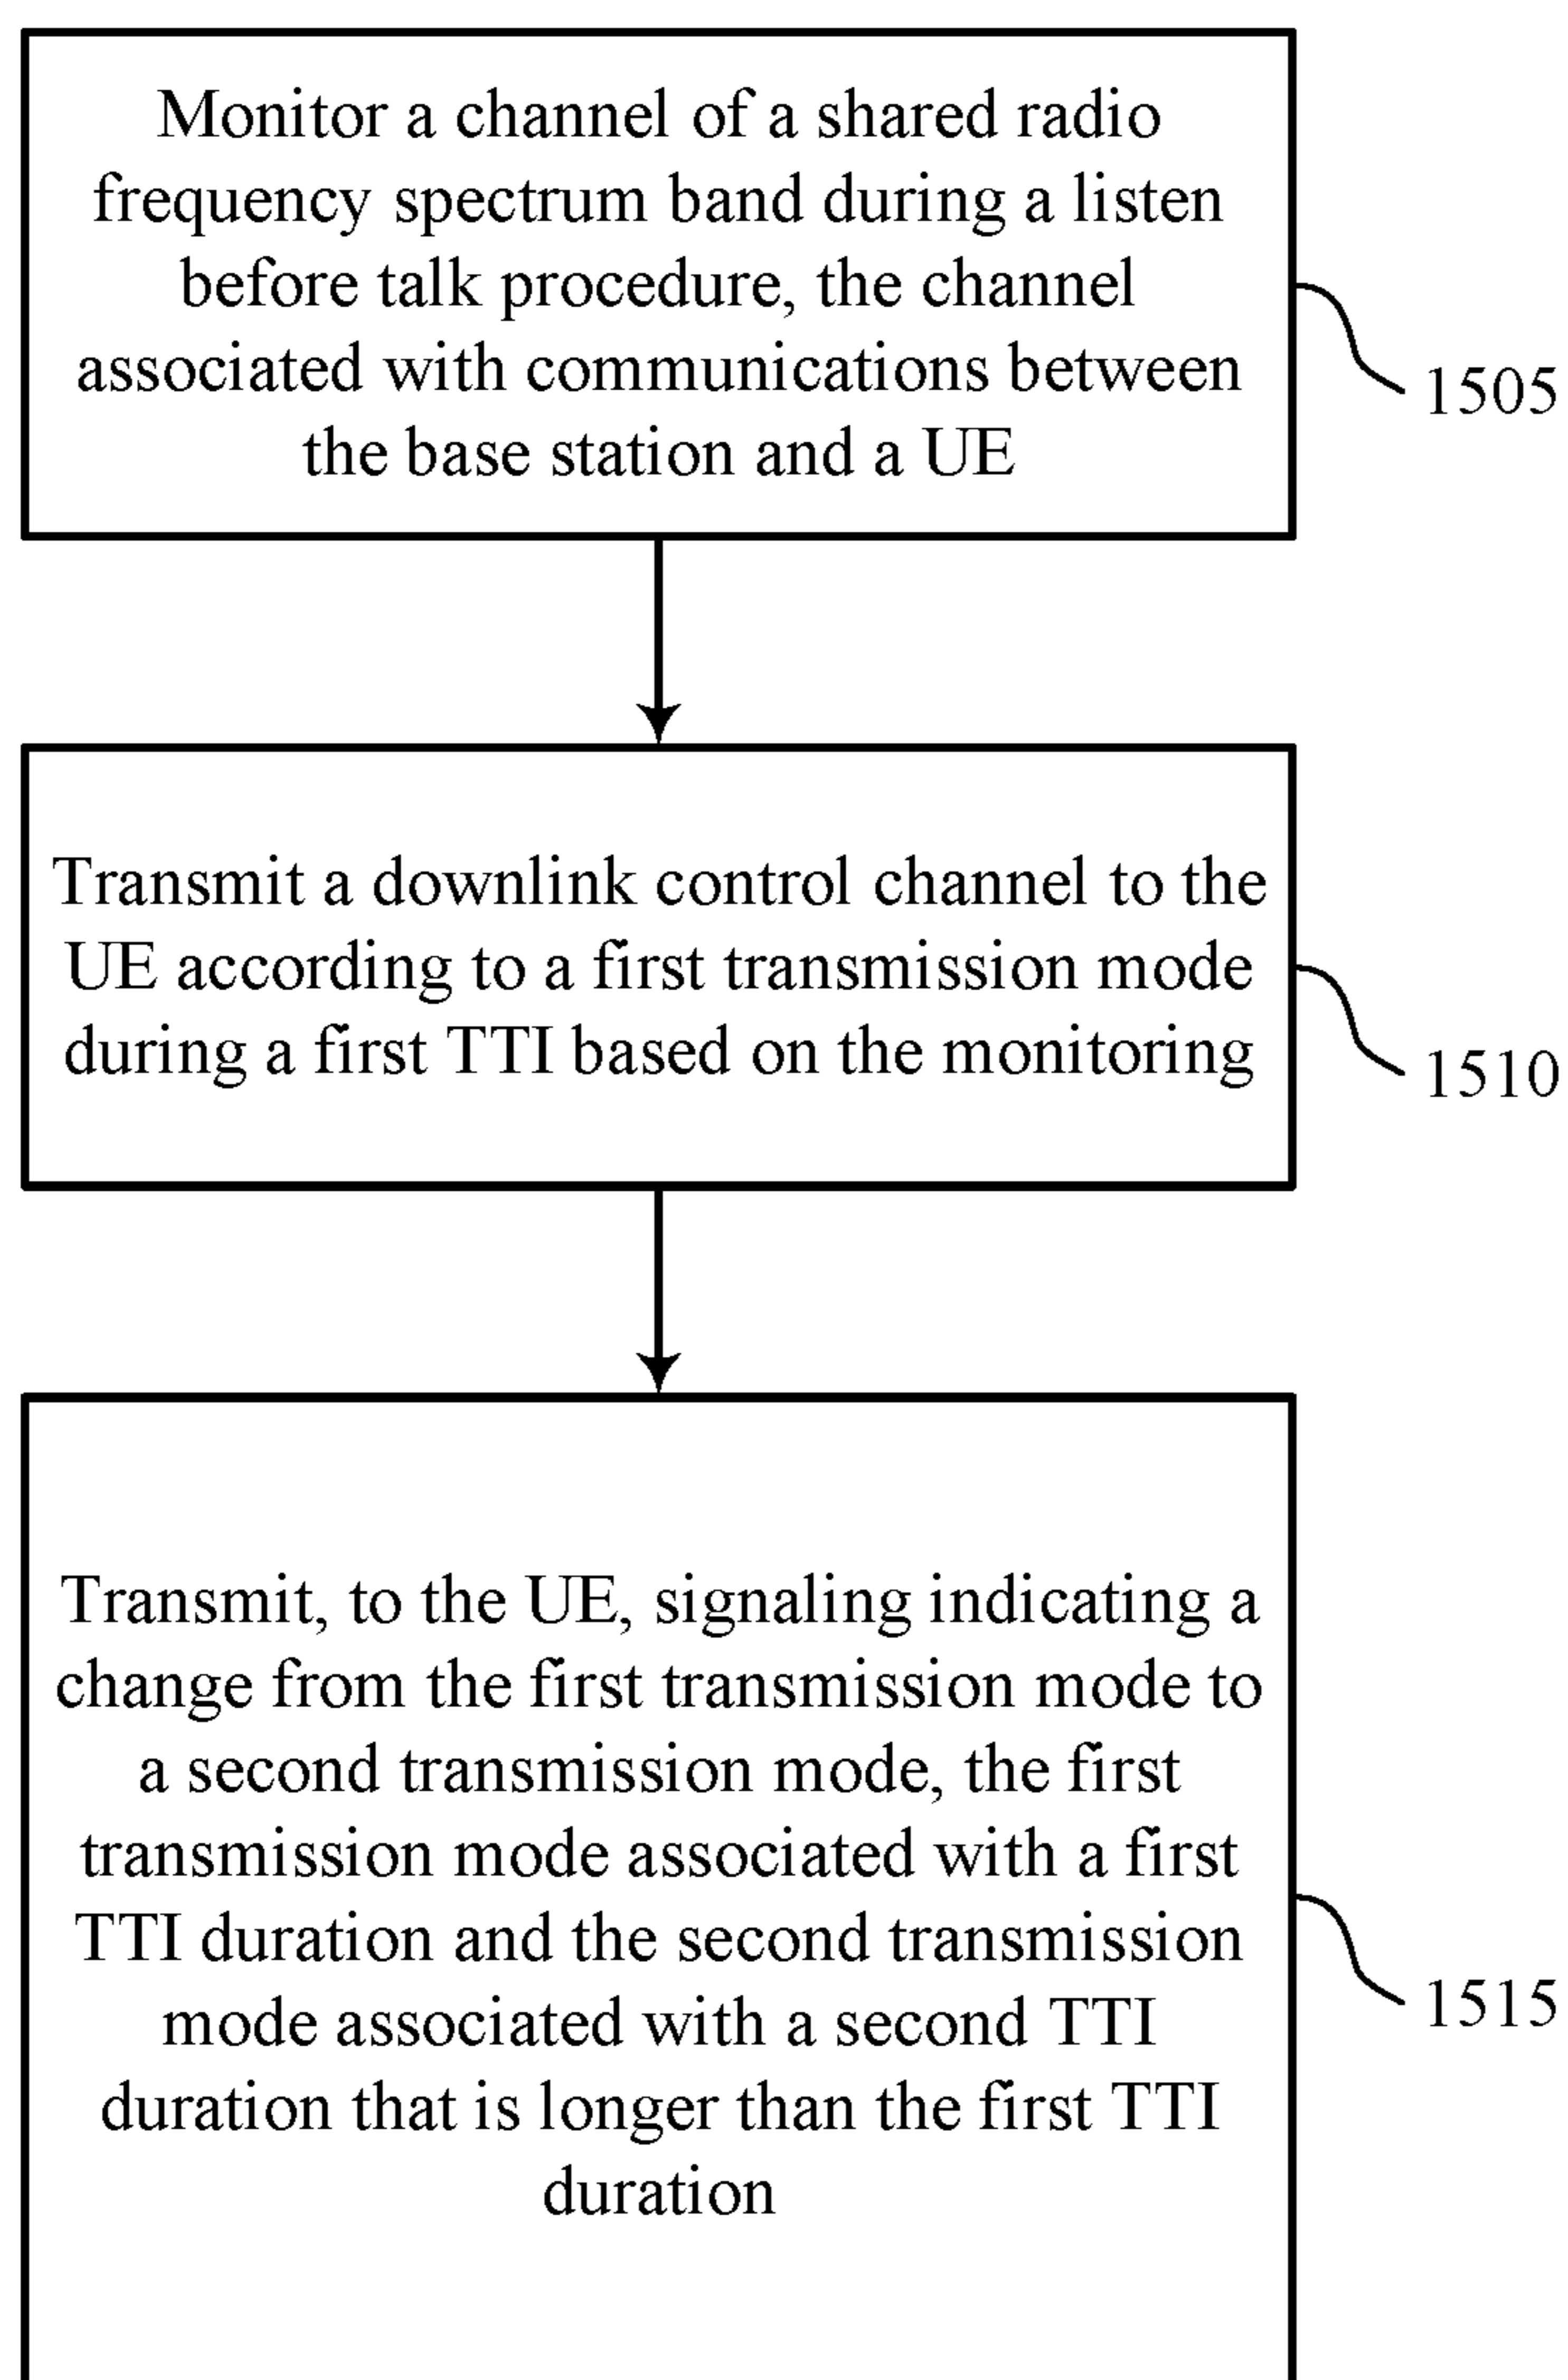 Monitor a channel of a shared radio
frequency spectrum band during a listen
before talk procedure, the channel
associated with communications between
the base station and a UE
1505
Transmit a downlink control channel to the
UE according to a first transmission mode
during a first TTI based on the monitoring
1510
Transmit, to the UE, signaling indicating a
change from the first transmission mode to
a second transmission mode, the first
transmission mode associated with a first
TTI duration and the second transmission
mode associated with a second TTI
duration that is longer than the first TTI
duration
1515